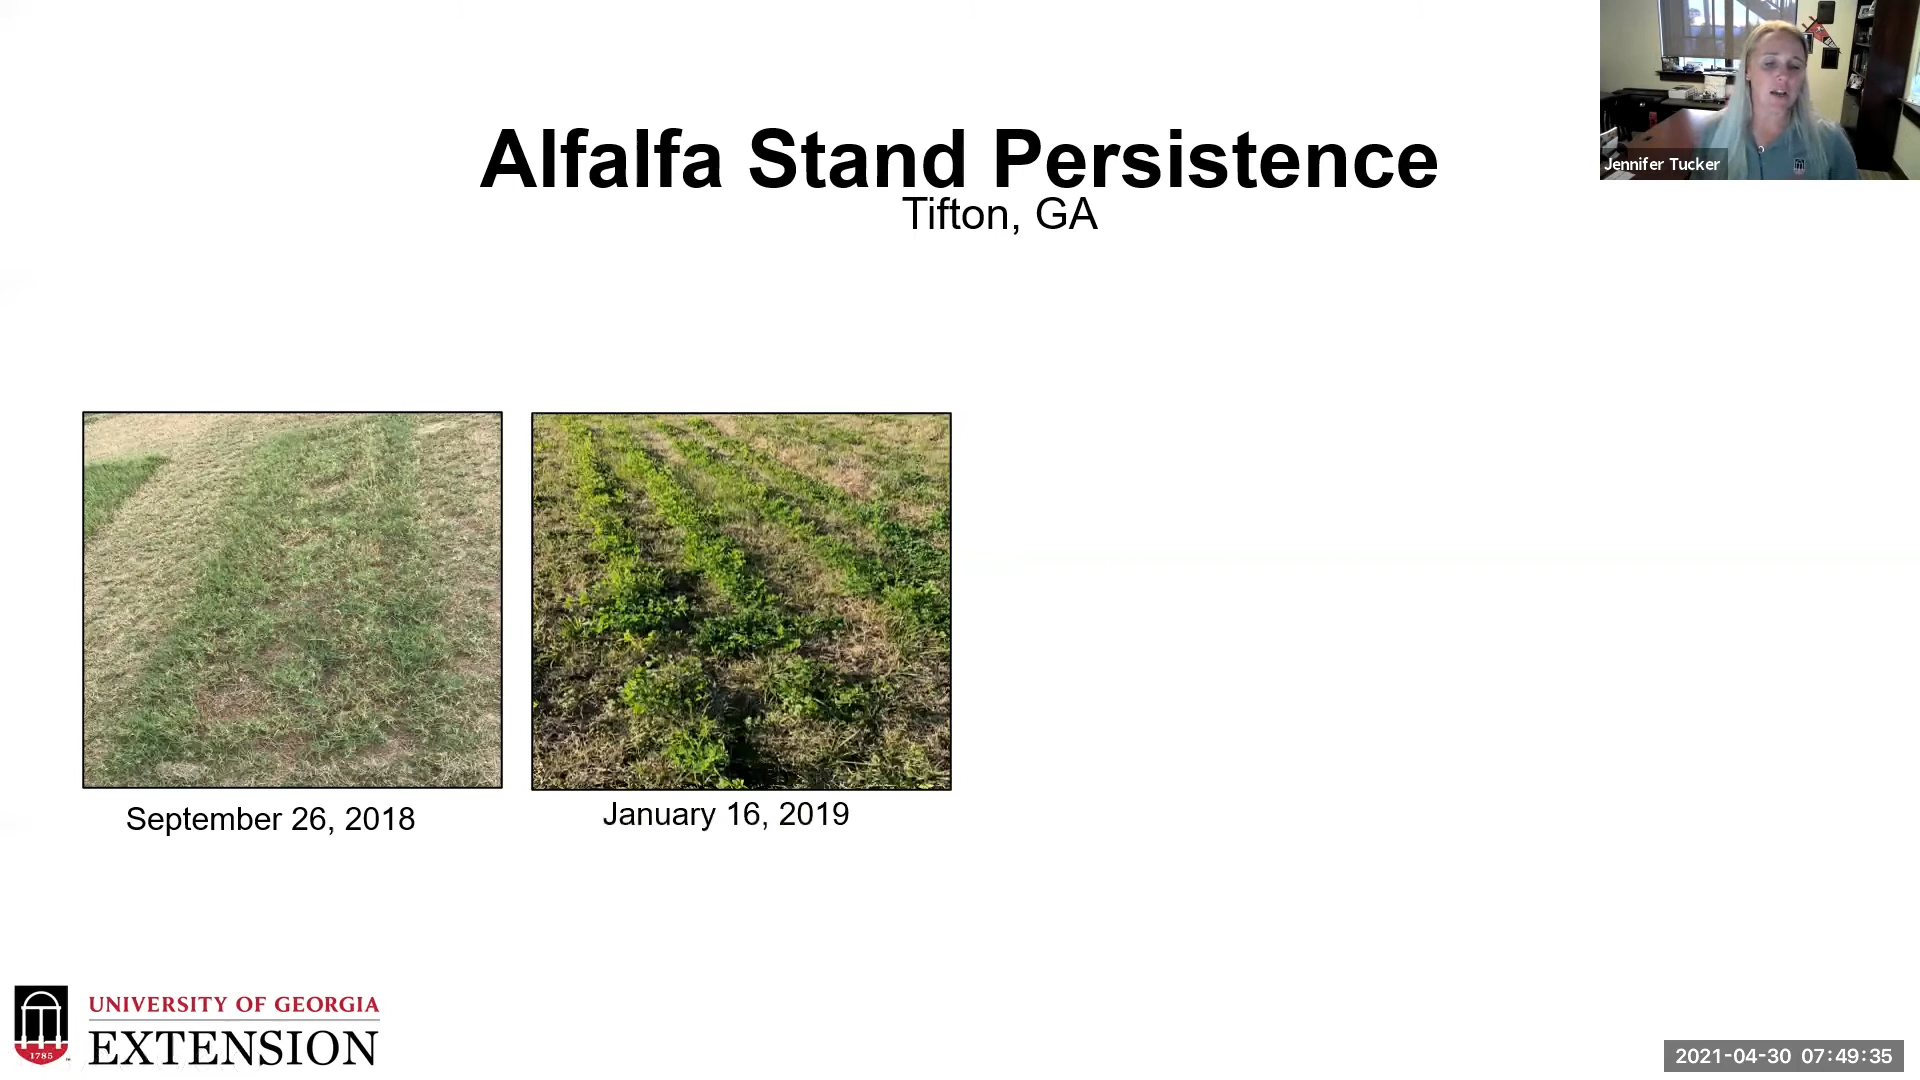 Alfalfa Stand Persistence
Tifton, GA
Jennifer Tucker
September 26, 2018
January 16, 2019
1785
UNIVERSITY OF GEORGIA
EXTENSION
2021-04-30 07:49:35